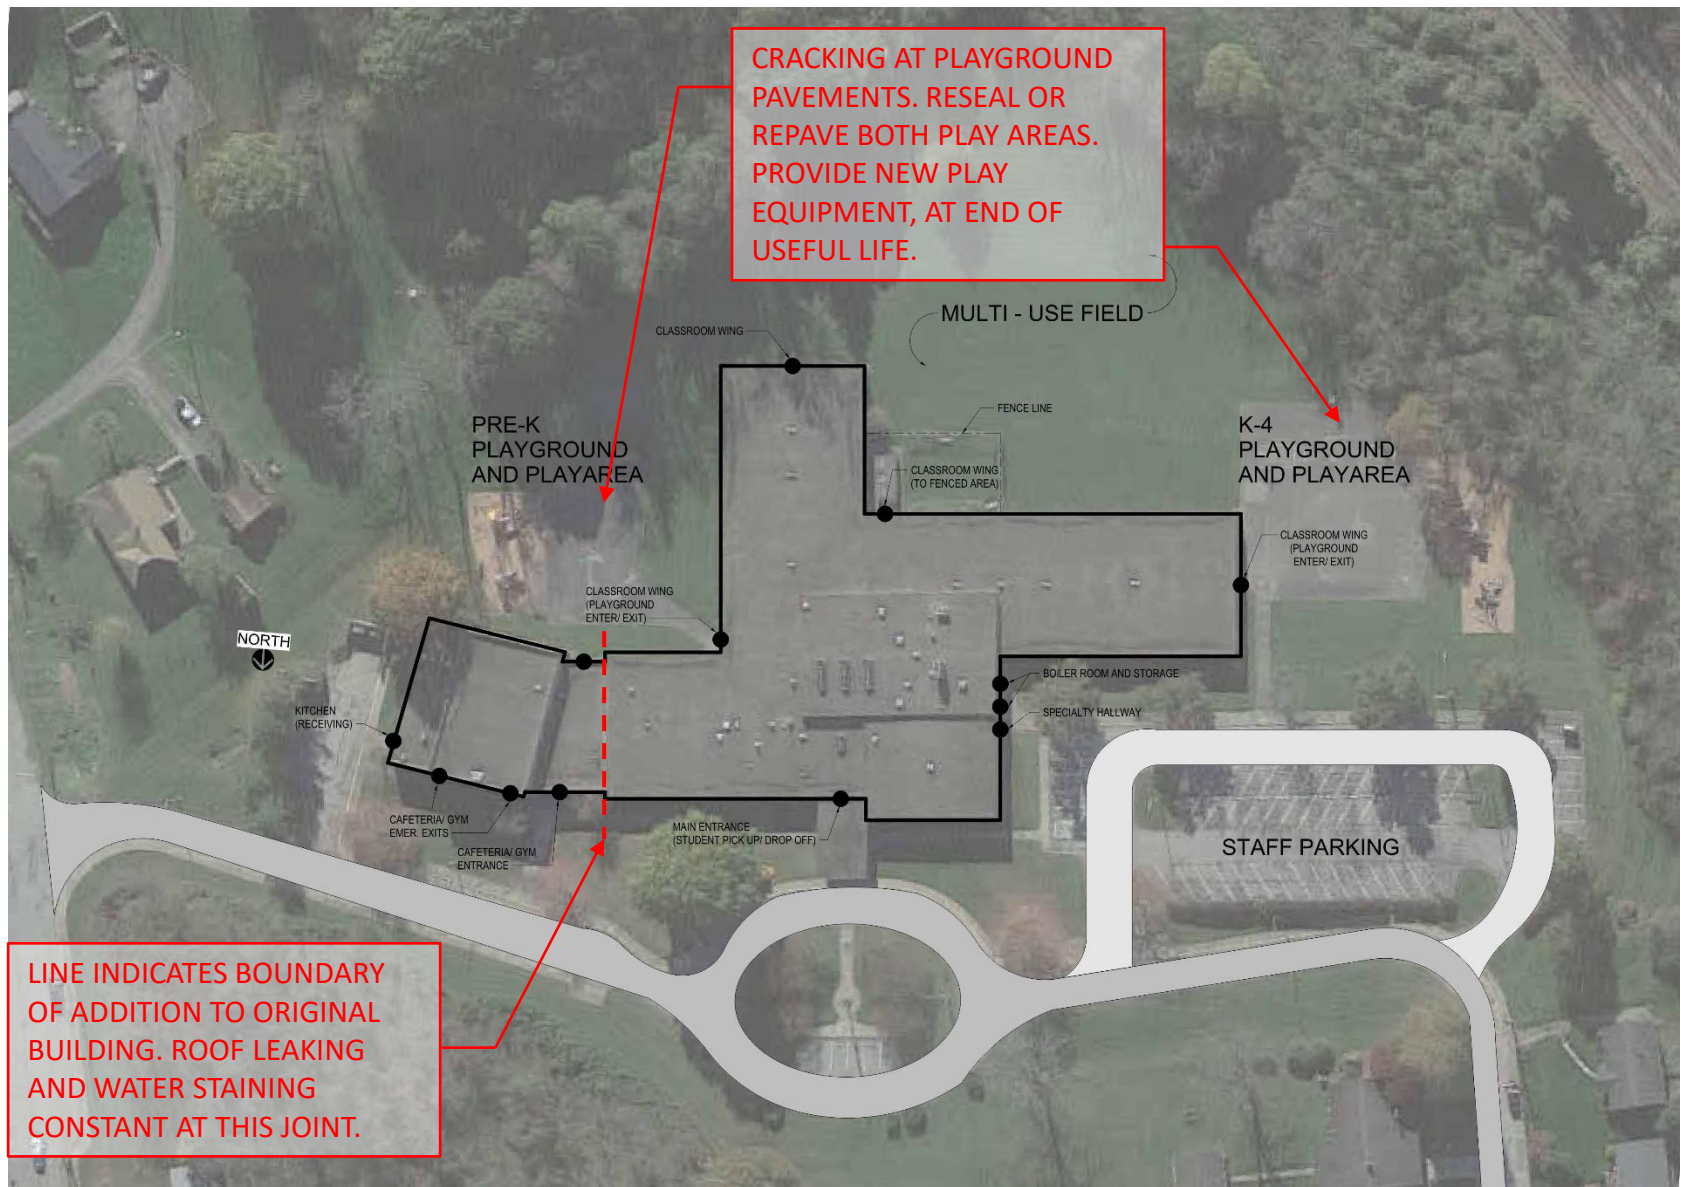 CRACKING AT PLAYGROUND
PAVEMENTS. RESEAL OR
REPAVE BOTH PLAY AREAS.
PROVIDE NEW PLAY
EQUIPMENT, AT END OF
USEFUL LIFE.
MULTI - USE FIELD
CLASSROOM WING
FENCE LINE
PRE-K
PLAYGROUND
AND PLAYAREA
K-4
PLAYGROUND
AND PLAYAREA
CLASSROOM WING
(TO FENCED AREA)
CLASSROOM WING
(PLAYGROUND
ENTER/ EXIT)
CLASSROOM WING
(PLAYGROUND
ENTER/ EXIT)
NORTH
BOILER ROOM AND STORAGE
KITCHEN
(RECEIVING)
SPECIALTY HALLWAY
CAFETERIA/ GYM
EMER. EXITS
MAIN ENTRANCE
(STUDENT PICK UP/ DROP OFF)
CAFETERIA/ GYM
ENTRANCE
STAFF PARKING
LINE INDICATES BOUNDARY
OF ADDITION TO ORIGINAL
BUILDING. ROOF LEAKING
AND WATER STAINING
CONSTANT AT THIS JOINT.